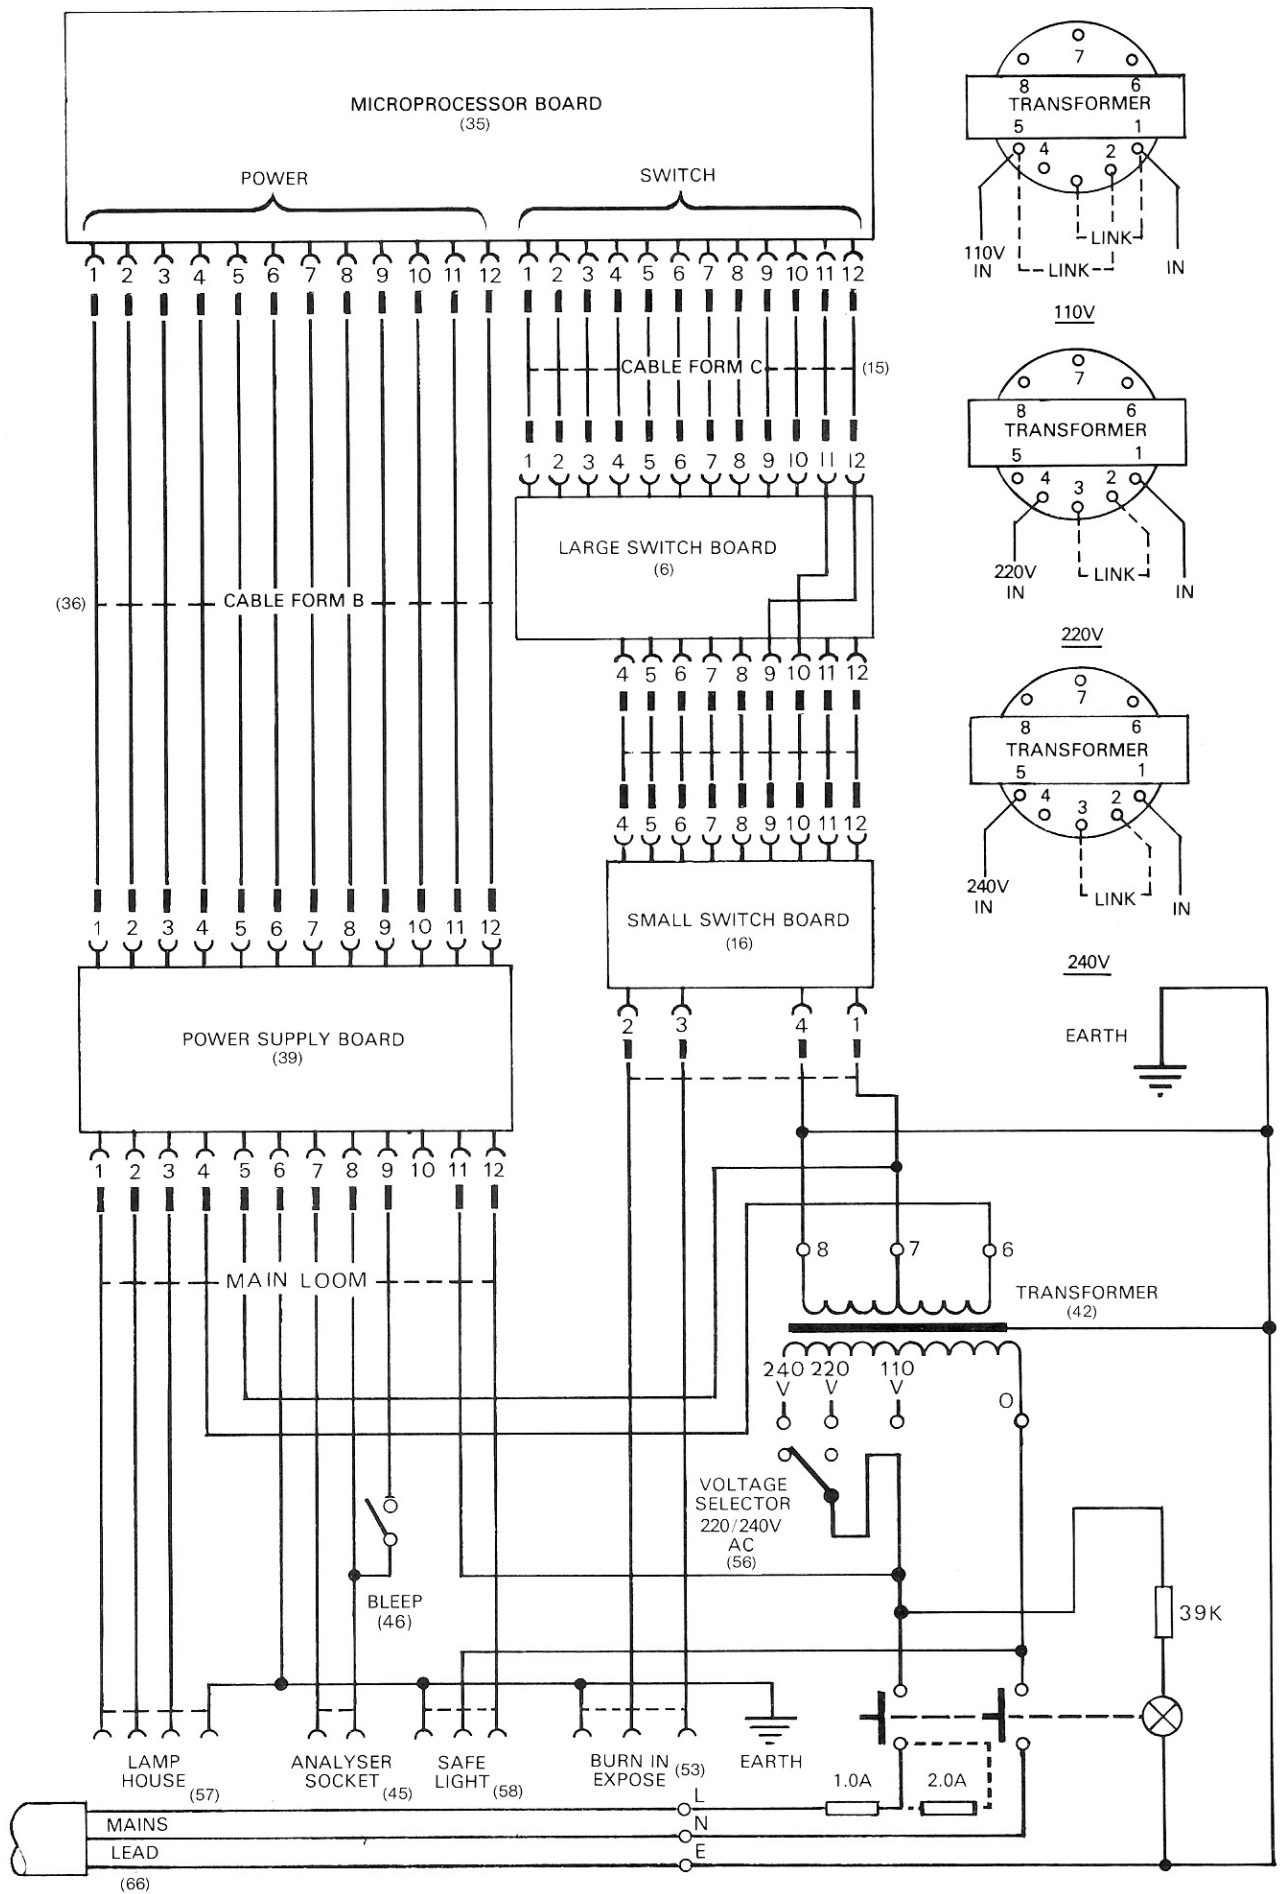 MICROPROCESSOR BOARD
(35)
POWER
SWITCH
1 2 3 4 5 6 7 8 9 10 11 12
1 2 3 4 5 6 7 8 9 10 11 12
CABLE FORM C
(15)
1 2 3 4 5 6 7 8 9 10 11 12
LARGE SWITCH BOARD
(6)
(36)
CABLE FORM B
4 5 6 7 8 9 10 11 12
4 5 6 7 8 9 10 11 12
SMALL SWITCH BOARD
(16)
1 2 3 4 5 6 7 8 9 10 11 12
2 3 4 1
POWER SUPPLY BOARD
(39)
1 2 3 4 5 6 7 8 9 10 11 12
MAIN LOOM
7
8 6
TRANSFORMER
5 1
4 2
LINK
110V
IN
LINK
IN
110V
7
8 6
TRANSFORMER
5 1
4 3 2
220V
IN
LINK
IN
220V
7
8 6
TRANSFORMER
5 1
4 3 2
240V
IN
LINK
IN
240V
EARTH
8 7 6
TRANSFORMER
(42)
240
V
220
V
110
V
O
VOLTAGE
SELECTOR
220/240V
AC
(56)
BLEEP
(46)
39K
LAMP
HOUSE (57)
ANALYSER
SOCKET (45)
SAFE
LIGHT (58)
BURN IN
EXPOSE (53)
EARTH
1.0A
2.0A
L
MAINS
N
LEAD
E
(66)